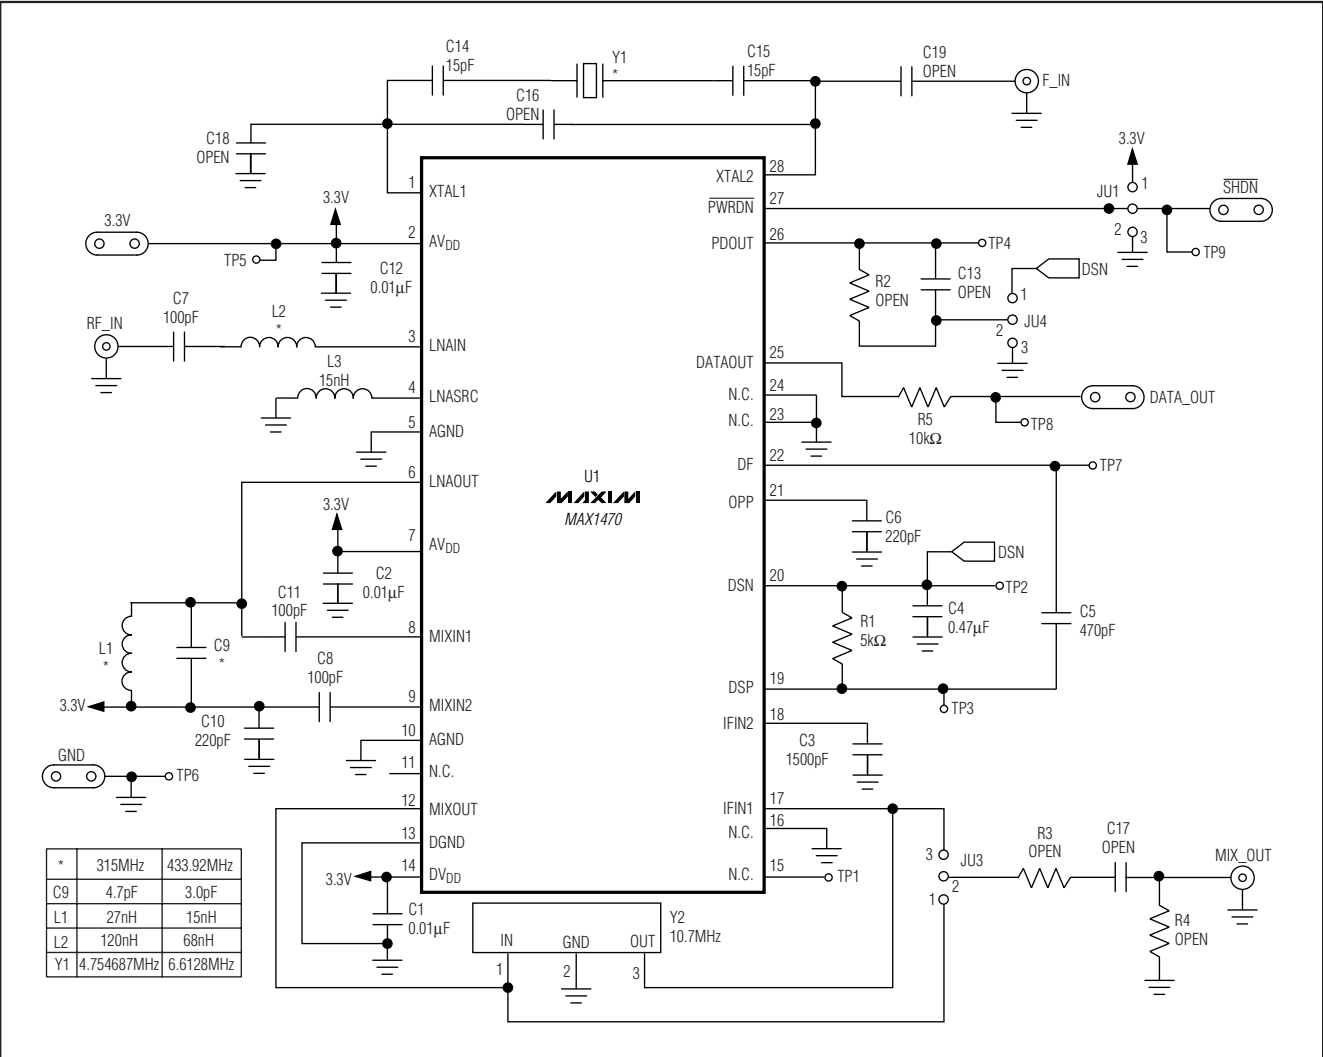 C14
15pF
Y1
*
C15
15pF
C19
OPEN
F_IN
C16
OPEN
C18
OPEN
3.3V
JU1
1
2
3
SHDN
TP9
1
XTAL1
XTAL2
28
PWRDN
27
3.3V
TP5
3.3V
2
AVDD
C12
0.01µF
PDOUT
26
TP4
R2
OPEN
C13
OPEN
DSN
1
2
JU4
3
RF_IN
C7
100pF
L2
*
3
LNAIN
L3
15nH
4
LNASRC
5
AGND
DATAOUT
25
N.C.
24
N.C.
23
R5
10kΩ
TP8
DATA_OUT
6
LNAOUT
U1
MAXIM
MAX1470
DF
22
TP7
OPP
21
C6
220pF
3.3V
7
AVDD
C2
0.01µF
DSN
DSN
20
TP2
R1
5kΩ
C4
0.47µF
C5
470pF
C11
100pF
8
MIXIN1
L1
*
C9
*
C8
100pF
3.3V
9
MIXIN2
C10
220pF
DSP
19
TP3
IFIN2
18
C3
1500pF
10
AGND
11
N.C.
GND
TP6
12
MIXOUT
13
DGND
14
DVDD
3.3V
C1
0.01µF
IFIN1
17
N.C.
16
N.C.
15
TP1
3
JU3
2
1
R3
OPEN
C17
OPEN
MIX_OUT
R4
OPEN
Y2
10.7MHz
IN
GND
OUT
1
2
3
* 315MHz 433.92MHz
C9 4.7pF 3.0pF
L1 27nH 15nH
L2 120nH 68nH
Y1 4.754687MHz 6.6128MHz